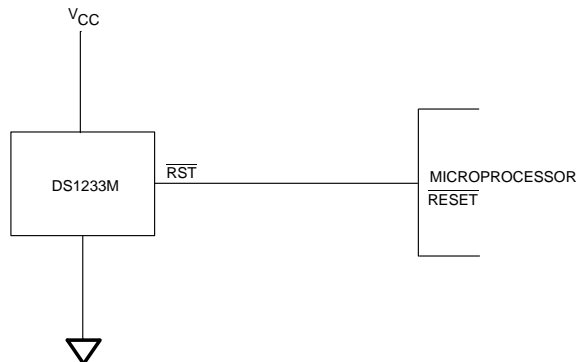 VCC
DS1233M
RST
MICROPROCESSOR
RESET